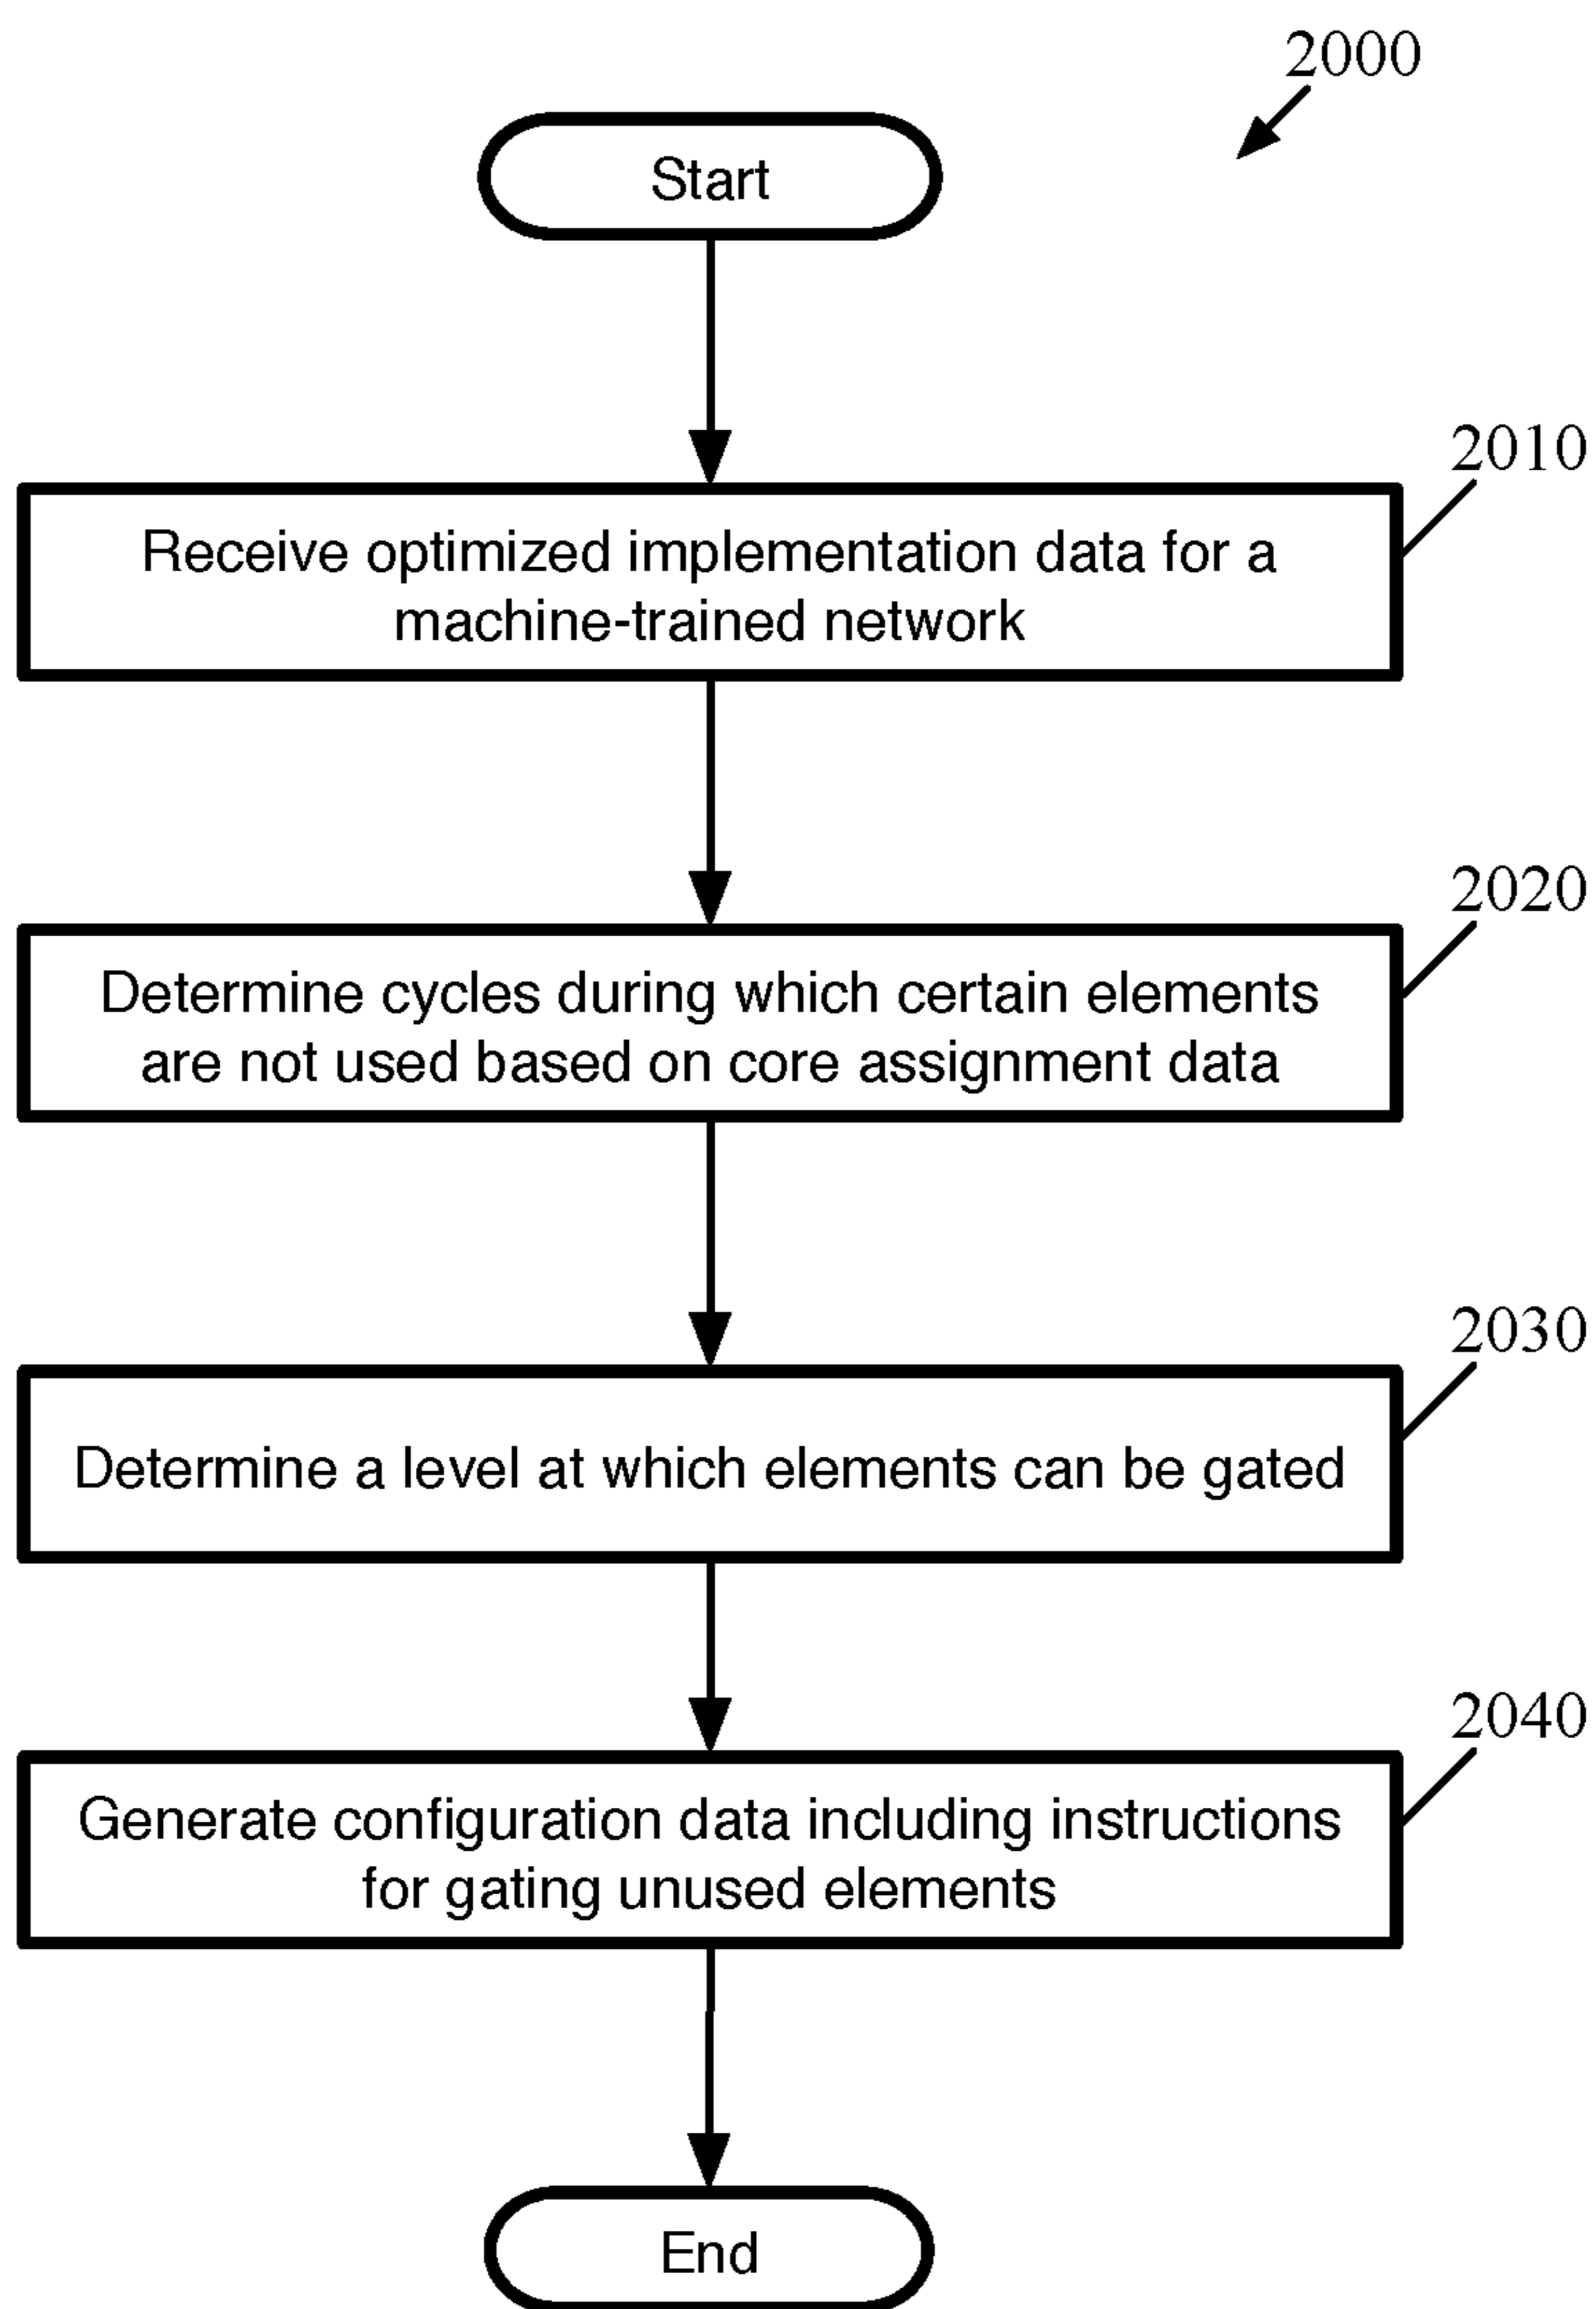 2000
Start
2010
Receive optimized implementation data for a
machine-trained network
2020
Determine cycles during which certain elements
are not used based on core assignment data
2030
Determine a level at which elements can be gated
2040
Generate configuration data including instructions
for gating unused elements
End